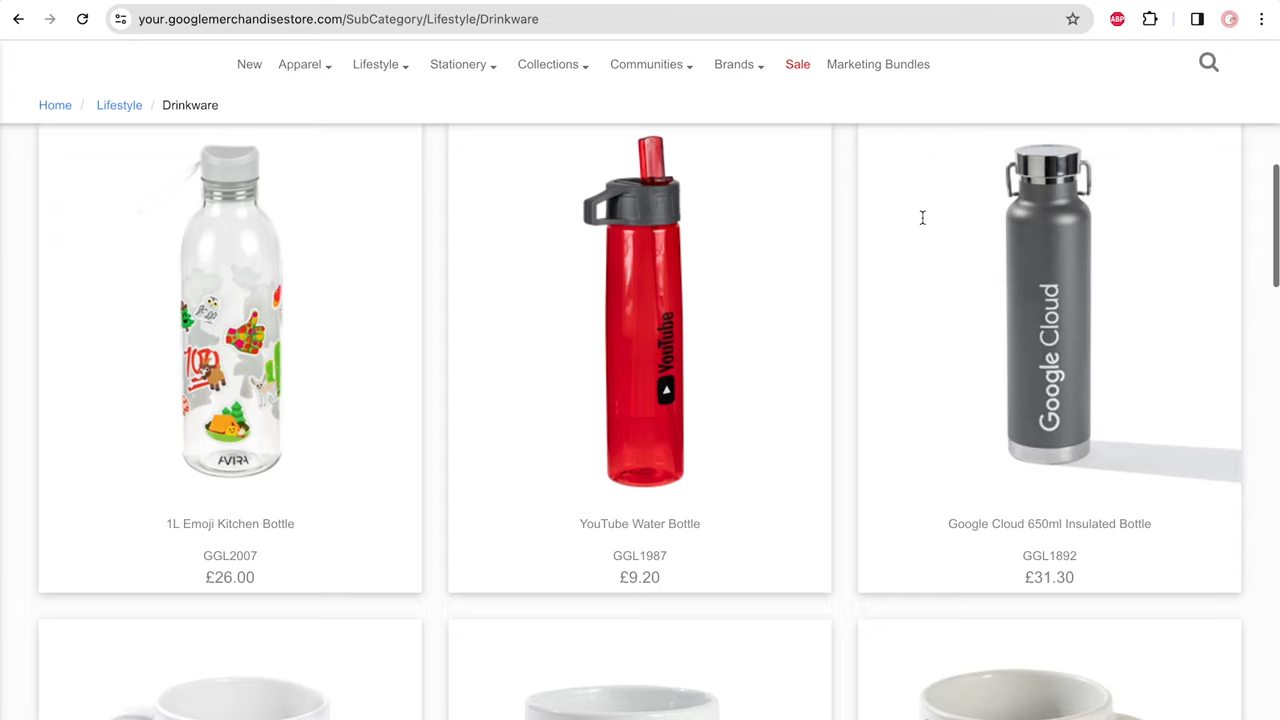 your.googlemerchandisestore.com/SubCategory/Lifestyle/Drinkware
ABP
New Apparel Lifestyle Stationery Collections Communities Brands Sale Marketing Bundles
Home / Lifestyle / Drinkware
100
AVIRA
YouTube
Google Cloud
1L Emoji Kitchen Bottle
GGL2007
£26.00
YouTube Water Bottle
GGL1987
£9.20
Google Cloud 650ml Insulated Bottle
GGL1892
£31.30